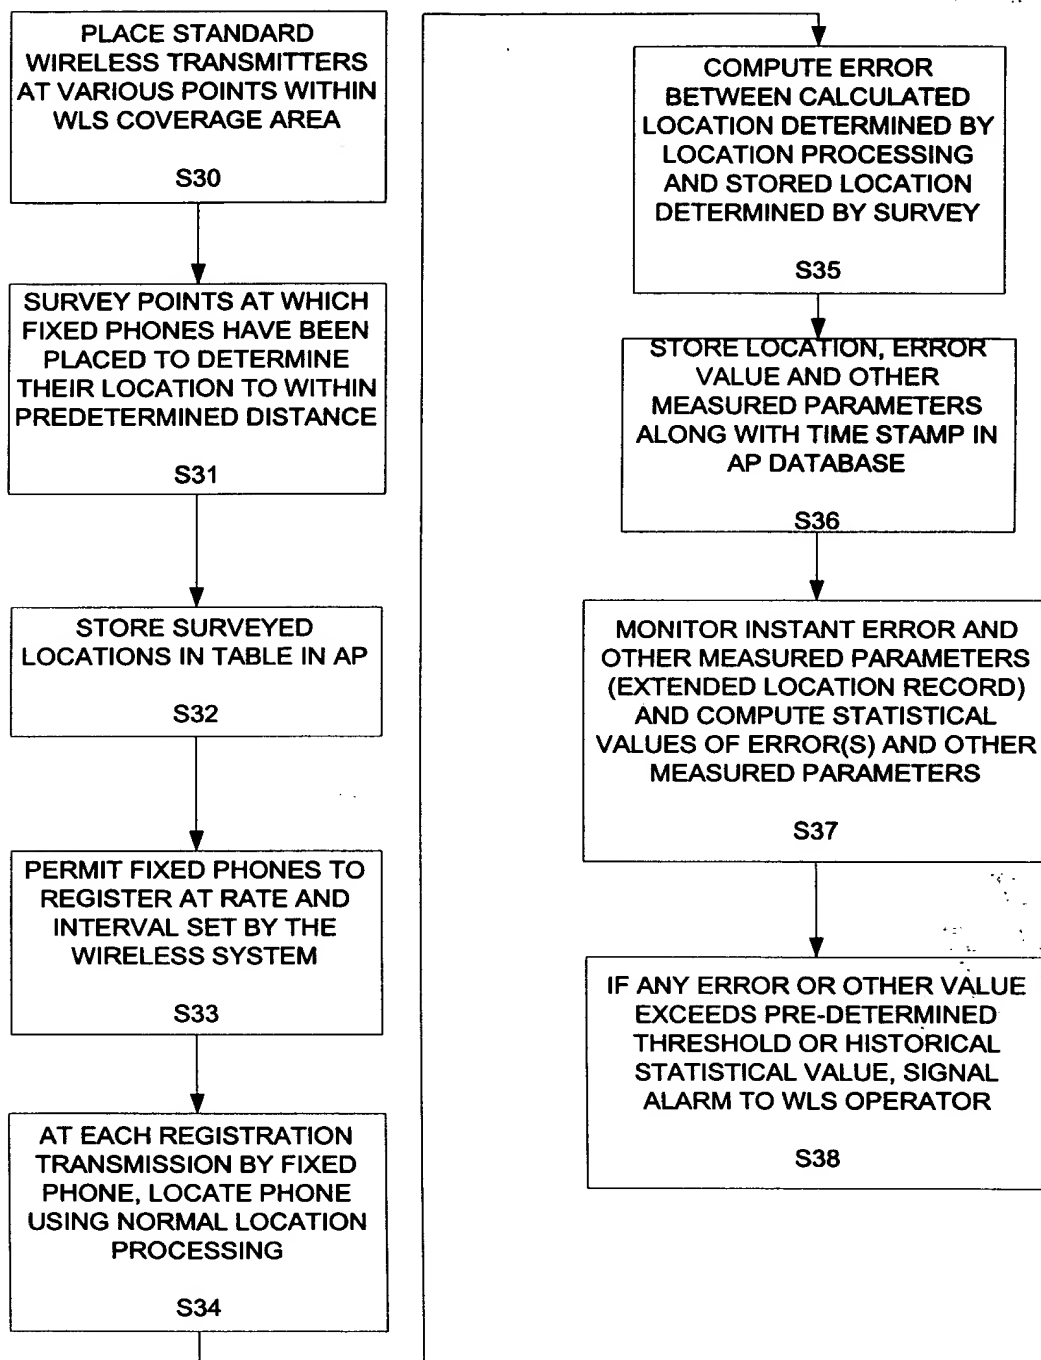 PLACE STANDARD
WIRELESS TRANSMITTERS
AT VARIOUS POINTS WITHIN
WLS COVERAGE AREA
S30
SURVEY POINTS AT WHICH
FIXED PHONES HAVE BEEN
PLACED TO DETERMINE
THEIR LOCATION TO WITHIN
PREDETERMINED DISTANCE
S31
STORE SURVEYED
LOCATIONS IN TABLE IN AP
S32
PERMIT FIXED PHONES TO
REGISTER AT RATE AND
INTERVAL SET BY THE
WIRELESS SYSTEM
S33
AT EACH REGISTRATION
TRANSMISSION BY FIXED
PHONE, LOCATE PHONE
USING NORMAL LOCATION
PROCESSING
S34
COMPUTE ERROR
BETWEEN CALCULATED
LOCATION DETERMINED BY
LOCATION PROCESSING
AND STORED LOCATION
DETERMINED BY SURVEY
S35
STORE LOCATION, ERROR
VALUE AND OTHER
MEASURED PARAMETERS
ALONG WITH TIME STAMP IN
AP DATABASE
S36
MONITOR INSTANT ERROR AND
OTHER MEASURED PARAMETERS
(EXTENDED LOCATION RECORD)
AND COMPUTE STATISTICAL
VALUES OF ERROR(S) AND OTHER
MEASURED PARAMETERS
S37
IF ANY ERROR OR OTHER VALUE
EXCEEDS PRE-DETERMINED
THRESHOLD OR HISTORICAL
STATISTICAL VALUE, SIGNAL
ALARM TO WLS OPERATOR
S38